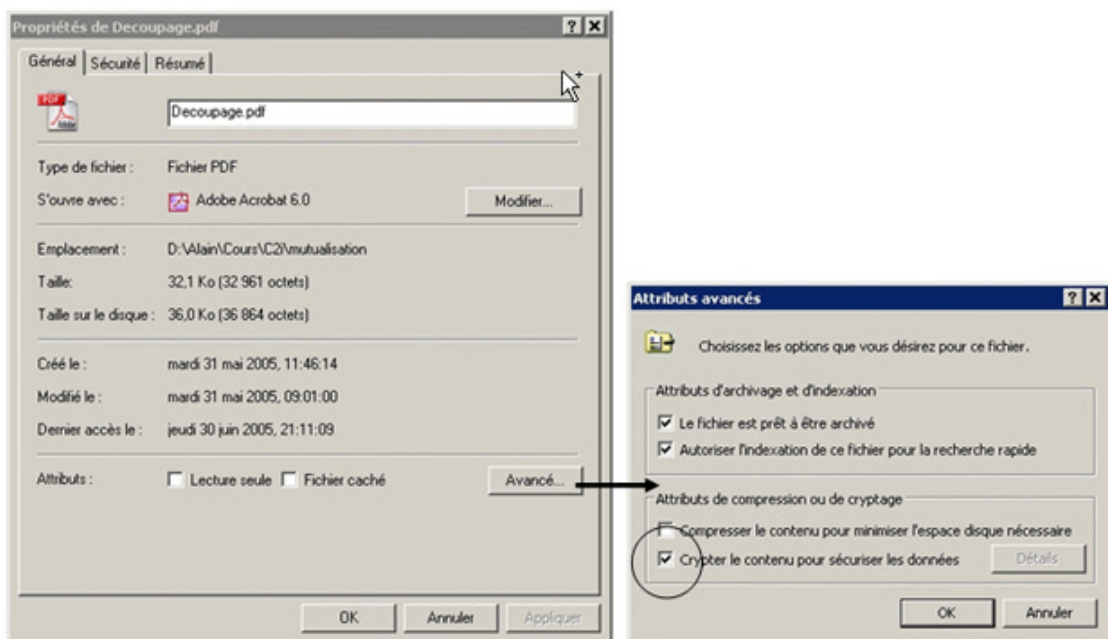 Propriétés de Decoupage.pdf
Général Sécurité Résumé
PDF
Adobe
Decoupage.pdf
Type de fichier : Fichier PDF
S'ouvre avec : Adobe Acrobat 6.0 Modifier...
Emplacement : D:\Alain\Cours\C2i\mutualisation
Taille: 32,1 Ko (32 961 octets)
Taille sur le disque : 36,0 Ko (36 864 octets)
Créé le : mardi 31 mai 2005, 11:46:14
Modifié le : mardi 31 mai 2005, 09:01:00
Dernier accès le : jeudi 30 juin 2005, 21:11:09
Attributs : Lecture seule Fichier caché Avancé...
OK Annuler Appliquer
Attributs avancés
Choisissez les options que vous désirez pour ce fichier.
Attributs d'archivage et d'indexation
Le fichier est prêt à être archivé
Autoriser l'indexation de ce fichier pour la recherche rapide
Attributs de compression ou de cryptage
Compresser le contenu pour minimiser l'espace disque nécessaire
Crypter le contenu pour sécuriser les données Détails
OK Annuler